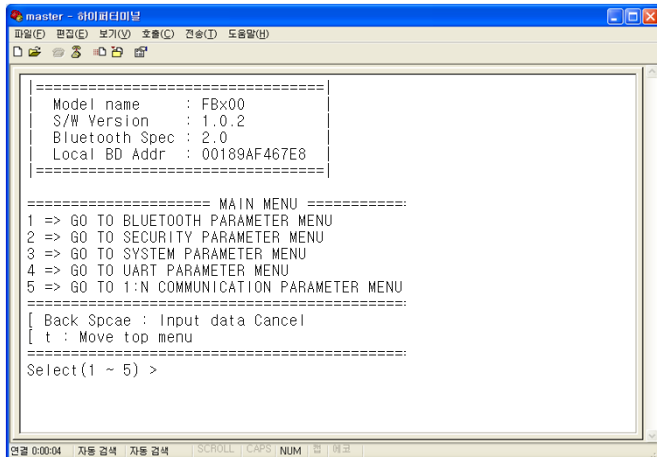 master - 하이퍼터미널
파일(F) 편집(E) 보기(V) 호출(C) 전송(T) 도움말(H)
|==================================|
| Model name : FBx00 |
| S/W Version : 1.0.2 |
| Bluetooth Spec : 2.0 |
| Local BD Addr : 00189AF467E8 |
|==================================|
===================== MAIN MENU ===========
1 => GO TO BLUETOOTH PARAMETER MENU
2 => GO TO SECURITY PARAMETER MENU
3 => GO TO SYSTEM PARAMETER MENU
4 => GO TO UART PARAMETER MENU
5 => GO TO 1:N COMMUNICATION PARAMETER MENU
===========================================
[ Back Spcae : Input data Cancel
[ t : Move top menu
===========================================
Select(1 ~ 5) >
연결 0:00:04 자동 검색 자동 검색 SCROLL CAPS NUM 캡 에코